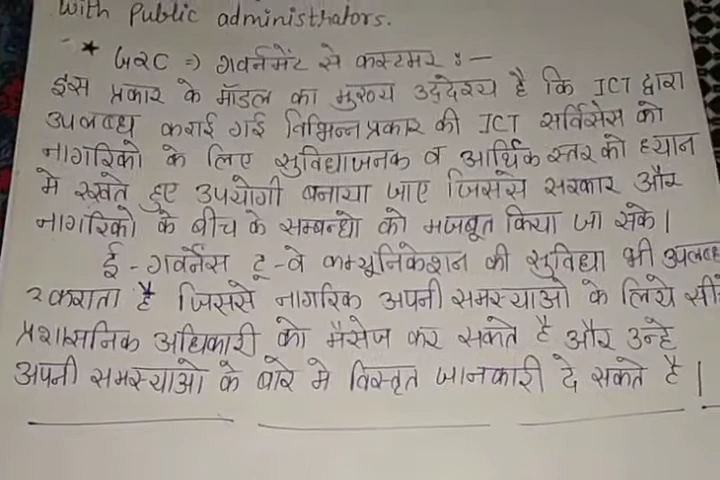 with Public administrators.
* G2C => गवर्नमेंट से कस्टमर :-
इस प्रकार के मॉडल का मुख्य उद्देश्य है कि ICT द्वारा
उपलब्ध कराई गई विभिन्न प्रकार की ICT सर्विसेस को
नागरिको के लिए सुविधाजनक व आर्थिक स्तर को ध्यान
मे रखते हुए उपयोगी बनाया जाए जिससे सरकार और
नागरिको के बीच के सम्बन्धो को मजबूत किया जा सके।
ई-गवर्नेस टू-वे कम्यूनिकेशन की सुविधा भी उपलब्ध
कराता है जिससे नागरिक अपनी समस्याओ के लिये
प्रशासनिक अधिकारी को मैसेज कर सकते है और उन्हे
अपनी समस्याओ के बारे मे विस्तृत जानकारी दे सकते है।